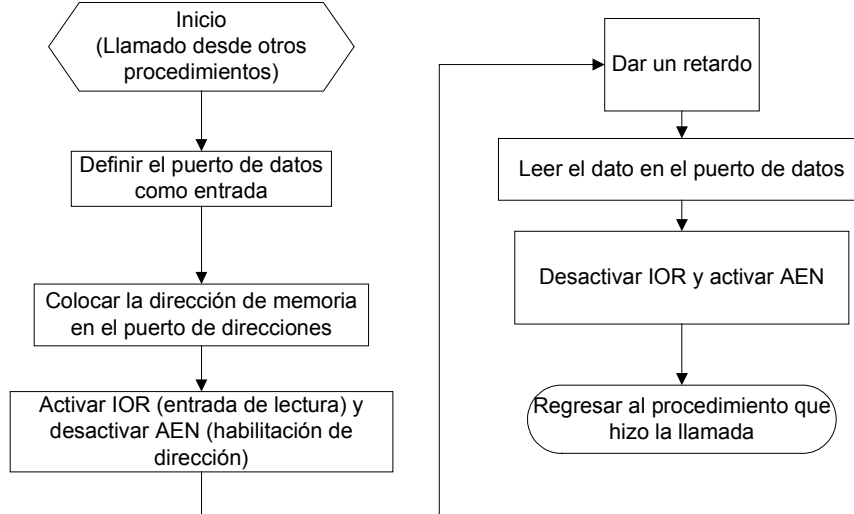 Inicio
(Llamado desde otros
procedimientos)
Definir el puerto de datos
como entrada
Colocar la dirección de memoria
en el puerto de direcciones
Activar IOR (entrada de lectura) y
desactivar AEN (habilitación de
dirección)
Dar un retardo
Leer el dato en el puerto de datos
Desactivar IOR y activar AEN
Regresar al procedimiento que
hizo la llamada